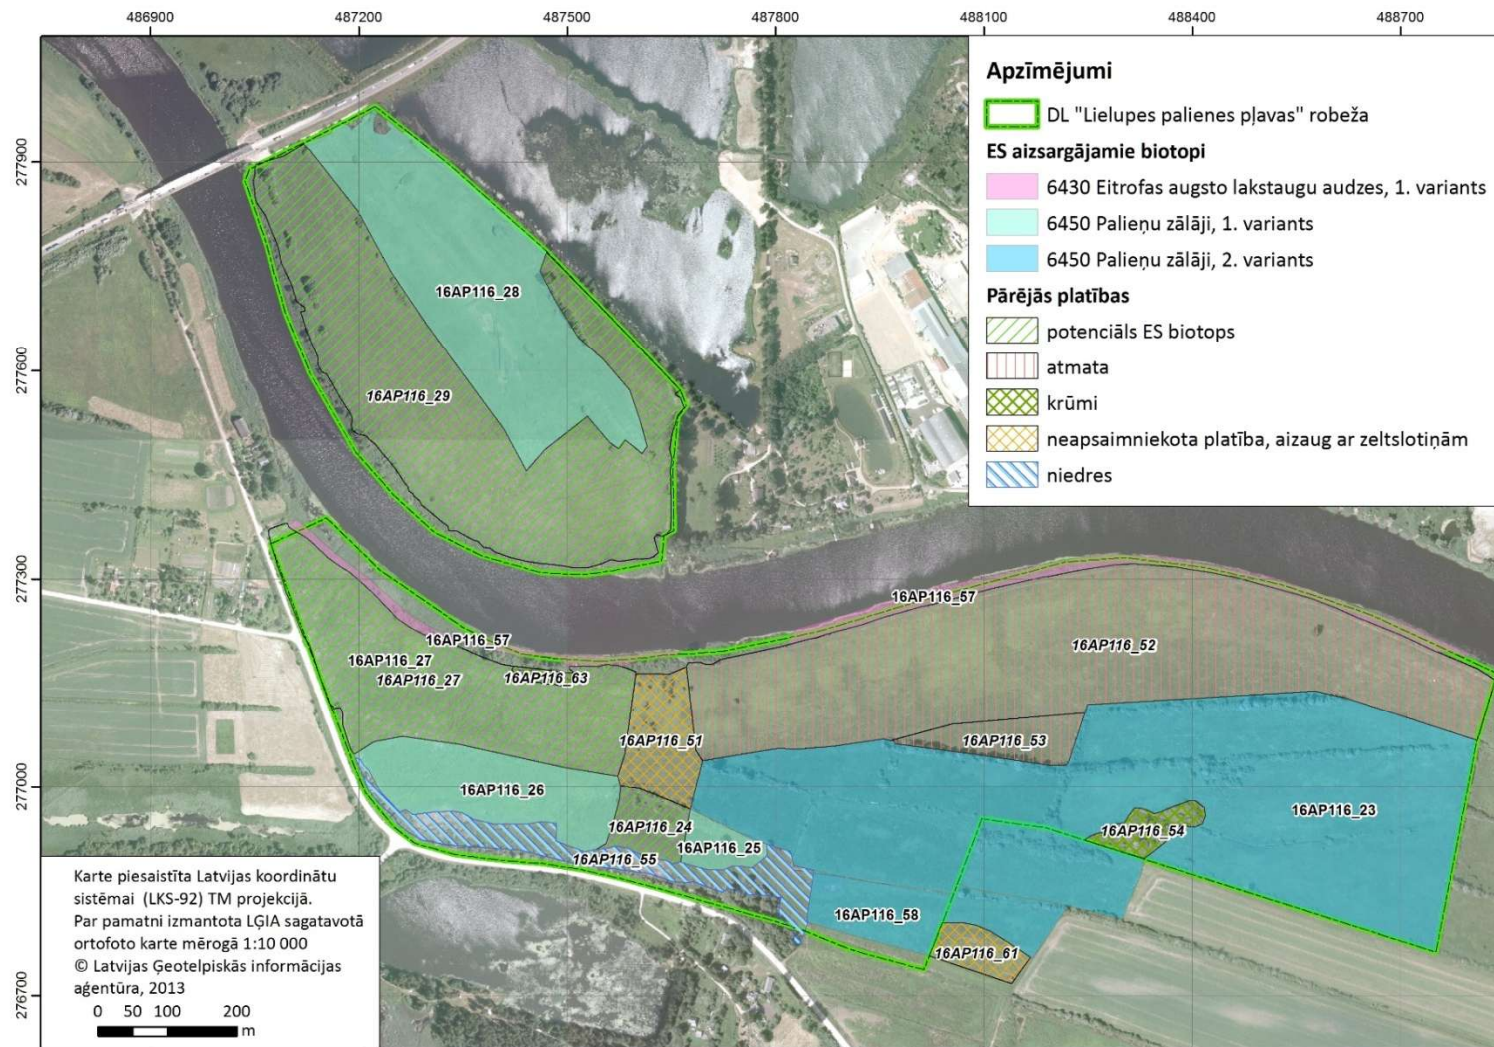 486900
487200
487500
487800
488100
488400
488700
277900
277600
277300
277000
276700
Apzīmējumi
DL "Lielupes palienes pļavas" robeža
ES aizsargājamie biotopi
6430 Eitrofas augsto lakstaugu audzes, 1. variants
6450 Palieņu zālāji, 1. variants
6450 Palieņu zālāji, 2. variants
Pārējās platības
potenciāls ES biotops
atmata
krūmi
neapsaimniekota platība, aizaug ar zeltslotiņām
niedres
16AP116_28
16AP116_29
16AP116_57
16AP116_57
16AP116_52
16AP116_27
16AP116_27
16AP116_63
16AP116_51
16AP116_53
16AP116_26
16AP116_23
16AP116_24
16AP116_54
16AP116_25
16AP116_55
16AP116_58
16AP116_61
Karte piesaistīta Latvijas koordinātu
sistēmai (LKS-92) TM projekcijā.
Par pamatni izmantota LĢIA sagatavotā
ortofoto karte mērogā 1:10 000
© Latvijas Ģeotelpiskās informācijas
aģentūra, 2013
0 50 100 200
m